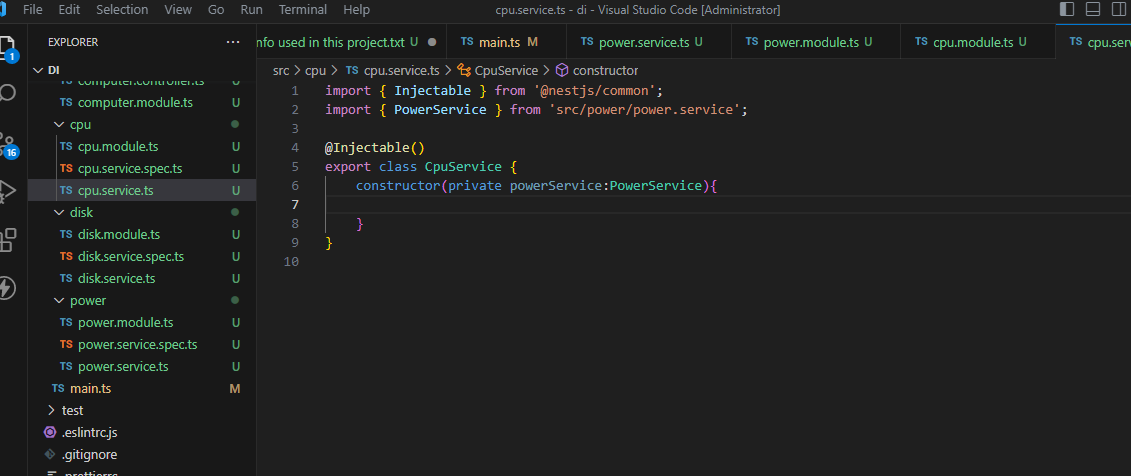 File Edit Selection View Go Run Terminal Help cpu.service.ts - di - Visual Studio Code [Administrator]
EXPLORER ...
nfo used in this project.txt U TS main.ts M TS power.service.ts U TS power.module.ts U TS cpu.module.ts U TS cpu.serv
DI
src > cpu > TS cpu.service.ts > CpuService > constructor
TS computer.controller.ts U
TS computer.module.ts U
cpu
TS cpu.module.ts U
TS cpu.service.spec.ts U
TS cpu.service.ts U
disk
TS disk.module.ts U
TS disk.service.spec.ts U
TS disk.service.ts U
power
TS power.module.ts U
TS power.service.spec.ts U
TS power.service.ts U
TS main.ts M
test
.eslintrc.js
.gitignore
.prettierrc
1
16
1 import { Injectable } from '@nestjs/common';
2 import { PowerService } from 'src/power/power.service';
3
4 @Injectable()
5 export class CpuService {
6 constructor(private powerService:PowerService){
7
8 }
9 }
10